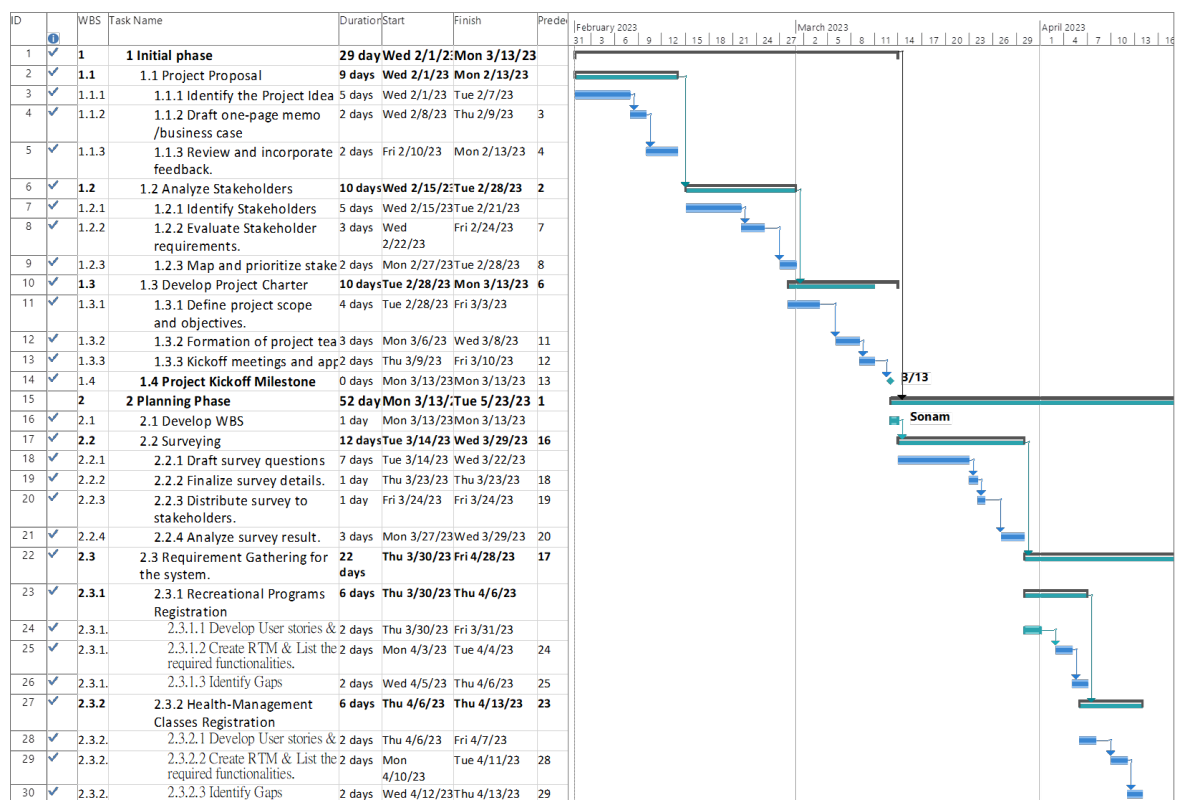 ID WBS Task Name Duration Start Finish Prede
February 2023 March 2023 April 2023
31 3 6 9 12 15 18 21 24 27 2 5 8 11 14 17 20 23 26 29 1 4 7 10 13 16
1 1 1 Initial phase 29 day Wed 2/1/23 Mon 3/13/23
2 1.1 1.1 Project Proposal 9 days Wed 2/1/23 Mon 2/13/23
3 1.1.1 1.1.1 Identify the Project Idea 5 days Wed 2/1/23 Tue 2/7/23
4 1.1.2 1.1.2 Draft one-page memo 2 days Wed 2/8/23 Thu 2/9/23 3
/business case
5 1.1.3 1.1.3 Review and incorporate 2 days Fri 2/10/23 Mon 2/13/23 4
feedback.
6 1.2 1.2 Analyze Stakeholders 10 days Wed 2/15/23 Tue 2/28/23 2
7 1.2.1 1.2.1 Identify Stakeholders 5 days Wed 2/15/23 Tue 2/21/23
8 1.2.2 1.2.2 Evaluate Stakeholder 3 days Wed Fri 2/24/23 7
requirements. 2/22/23
9 1.2.3 1.2.3 Map and prioritize stake 2 days Mon 2/27/23 Tue 2/28/23 8
10 1.3 1.3 Develop Project Charter 10 days Tue 2/28/23 Mon 3/13/23 6
11 1.3.1 1.3.1 Define project scope 4 days Tue 2/28/23 Fri 3/3/23
and objectives.
12 1.3.2 1.3.2 Formation of project tea 3 days Mon 3/6/23 Wed 3/8/23 11
13 1.3.3 1.3.3 Kickoff meetings and app 2 days Thu 3/9/23 Fri 3/10/23 12
14 1.4 1.4 Project Kickoff Milestone 0 days Mon 3/13/23 Mon 3/13/23 13 3/13
15 2 2 Planning Phase 52 day Mon 3/13/ Tue 5/23/23 1
16 2.1 2.1 Develop WBS 1 day Mon 3/13/23 Mon 3/13/23 Sonam
17 2.2 2.2 Surveying 12 days Tue 3/14/23 Wed 3/29/23 16
18 2.2.1 2.2.1 Draft survey questions 7 days Tue 3/14/23 Wed 3/22/23
19 2.2.2 2.2.2 Finalize survey details. 1 day Thu 3/23/23 Thu 3/23/23 18
20 2.2.3 2.2.3 Distribute survey to 1 day Fri 3/24/23 Fri 3/24/23 19
stakeholders.
21 2.2.4 2.2.4 Analyze survey result. 3 days Mon 3/27/23 Wed 3/29/23 20
22 2.3 2.3 Requirement Gathering for 22 Thu 3/30/23 Fri 4/28/23 17
the system. days
23 2.3.1 2.3.1 Recreational Programs 6 days Thu 3/30/23 Thu 4/6/23
Registration
24 2.3.1. 2.3.1.1 Develop User stories & 2 days Thu 3/30/23 Fri 3/31/23
25 2.3.1. 2.3.1.2 Create RTM & List the 2 days Mon 4/3/23 Tue 4/4/23 24
required functionalities.
26 2.3.1. 2.3.1.3 Identify Gaps 2 days Wed 4/5/23 Thu 4/6/23 25
27 2.3.2 2.3.2 Health-Management 6 days Thu 4/6/23 Thu 4/13/23 23
Classes Registration
28 2.3.2. 2.3.2.1 Develop User stories & 2 days Thu 4/6/23 Fri 4/7/23
29 2.3.2. 2.3.2.2 Create RTM & List the 2 days Mon Tue 4/11/23 28
required functionalities. 4/10/23
30 2.3.2. 2.3.2.3 Identify Gaps 2 days Wed 4/12/23 Thu 4/13/23 29